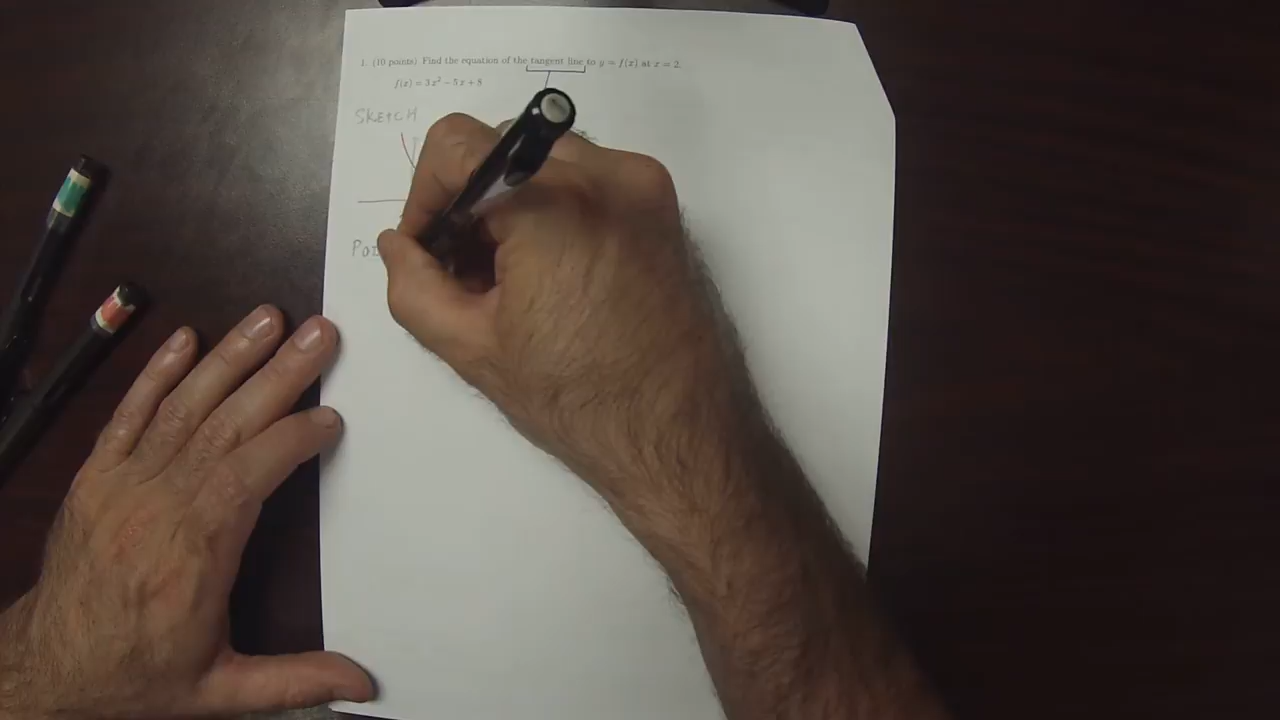 1. (10 points) Find the equation of the tangent line to y = f(x) at x = 2.
f(x) = 3x² − 5x + 8
SKETCH